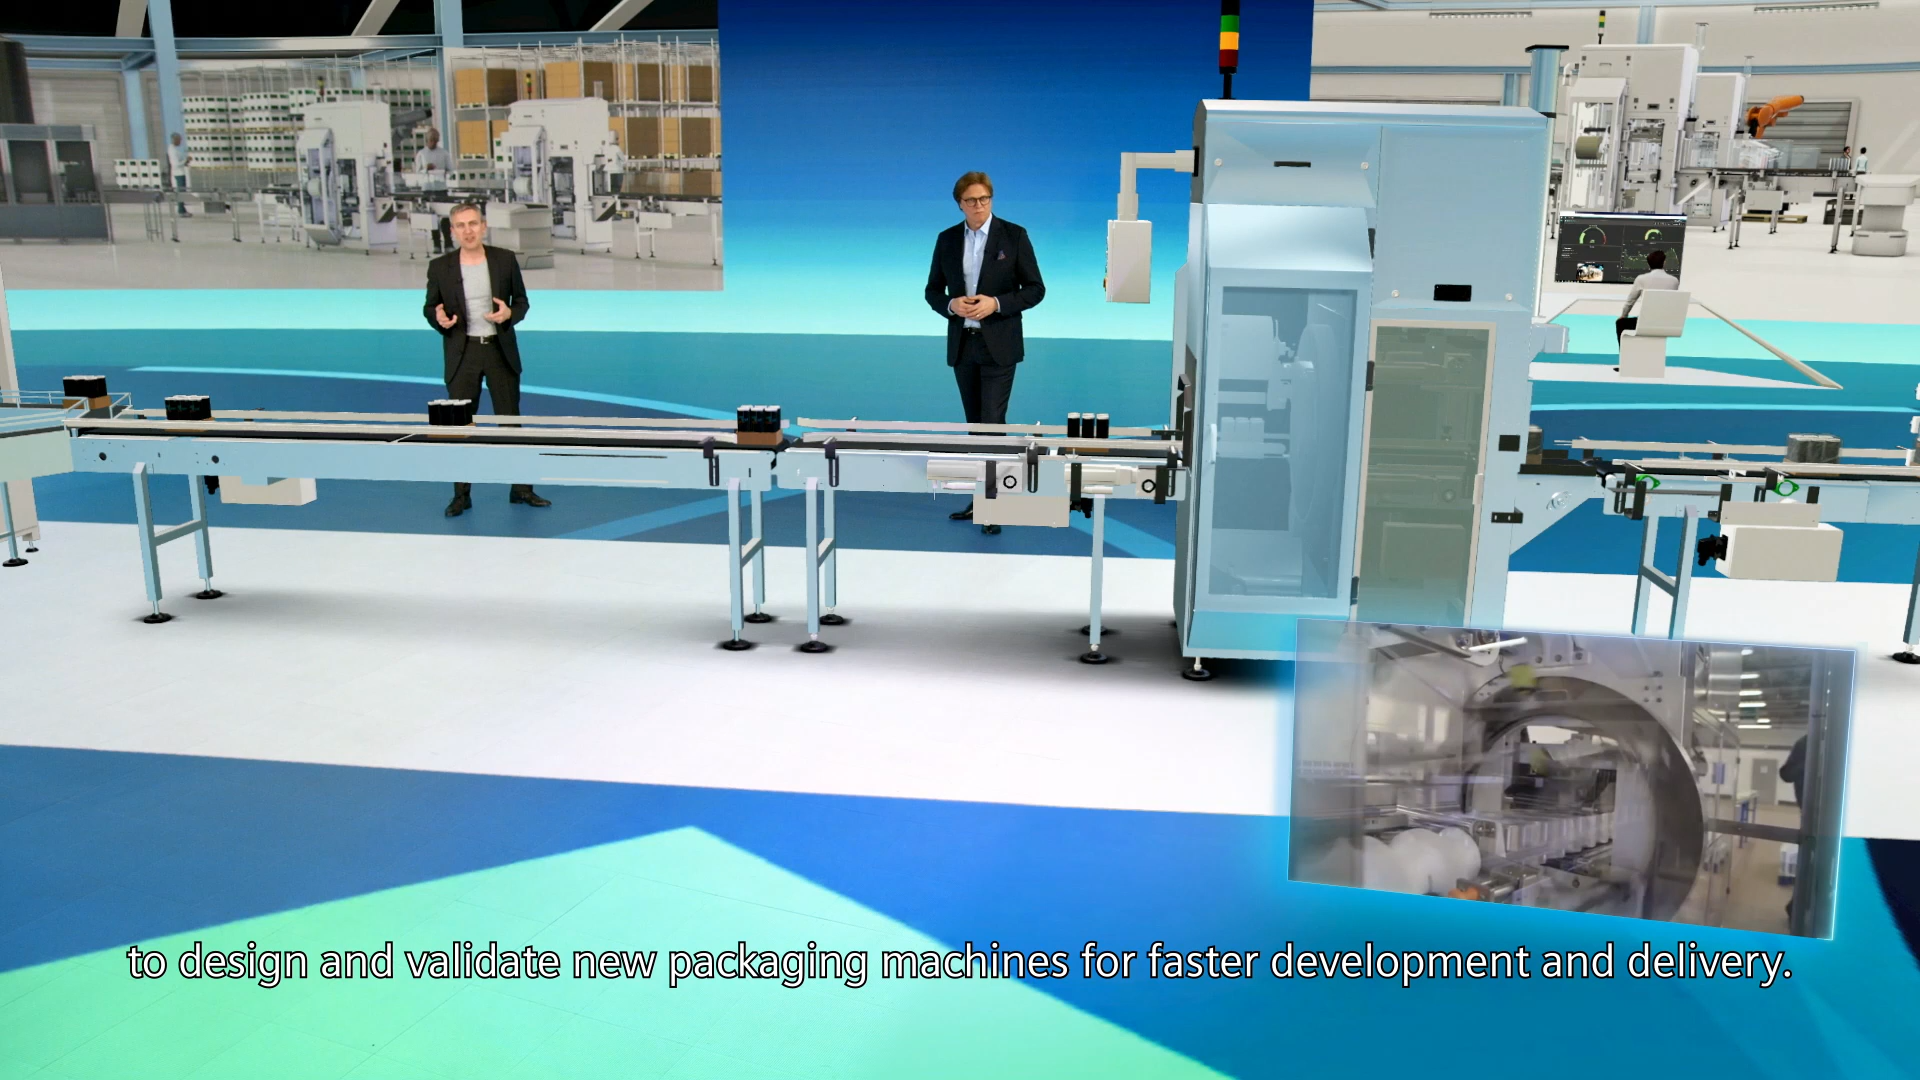 to design and validate new packaging machines for faster development and delivery.